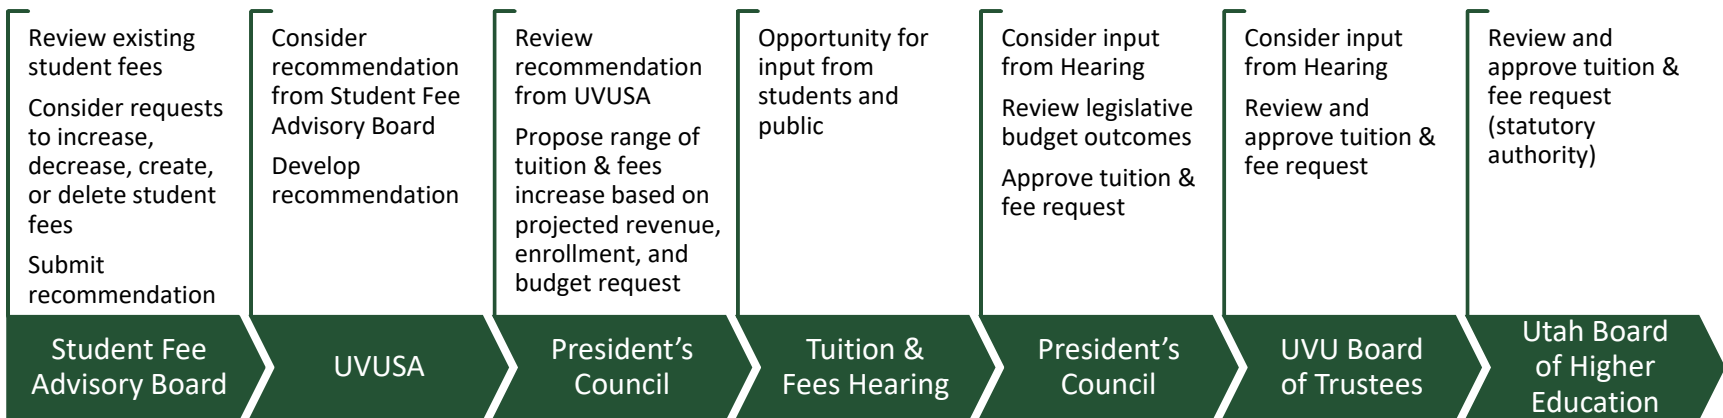 Review existing
student fees
Consider requests
to increase,
decrease, create,
or delete student
fees
Submit
recommendation
Student Fee
Advisory Board
Consider
recommendation
from Student Fee
Advisory Board
Develop
recommendation
UVUSA
Review
recommendation
from UVUSA
Propose range of
tuition & fees
increase based on
projected revenue,
enrollment, and
budget request
President’s
Council
Opportunity for
input from
students and
public
Tuition &
Fees Hearing
Consider input
from Hearing
Review legislative
budget outcomes
Approve tuition &
fee request
President’s
Council
Consider input
from Hearing
Review and
approve tuition &
fee request
UVU Board
of Trustees
Review and
approve tuition &
fee request
(statutory
authority)
Utah Board
of Higher
Education